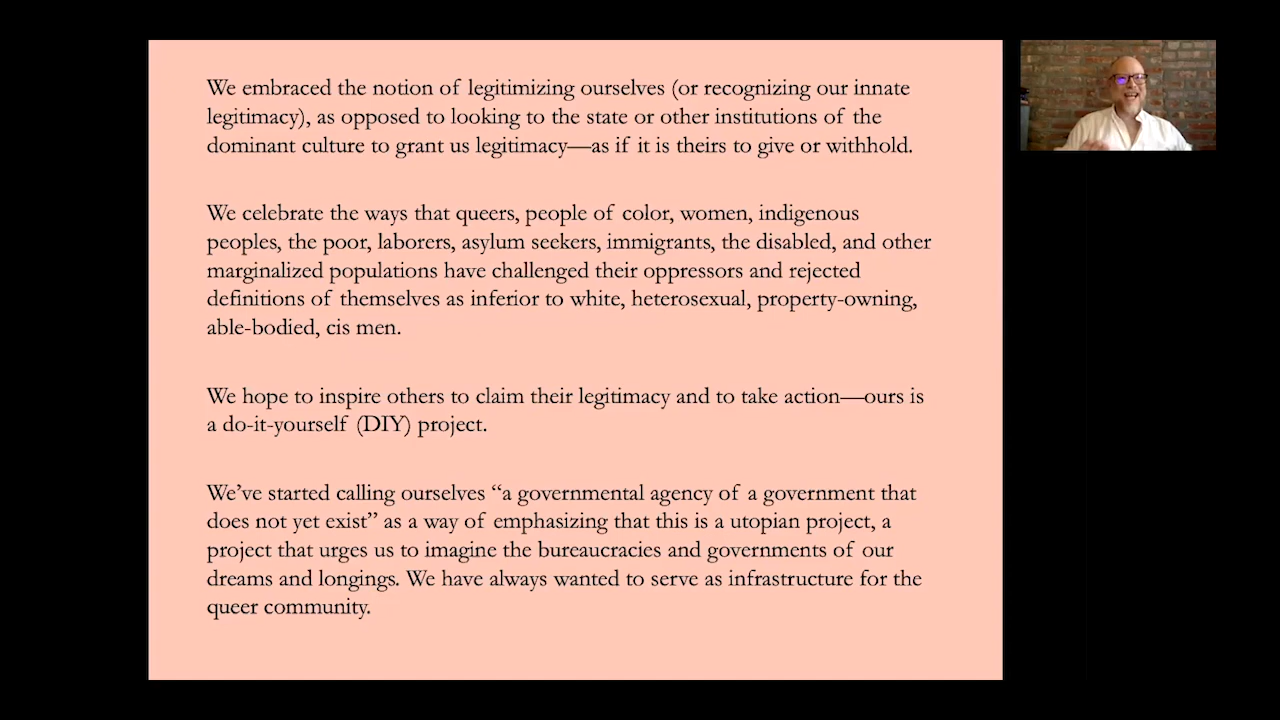 We embraced the notion of legitimizing ourselves (or recognizing our innate
legitimacy), as opposed to looking to the state or other institutions of the
dominant culture to grant us legitimacy—as if it is theirs to give or withhold.
We celebrate the ways that queers, people of color, women, indigenous
peoples, the poor, laborers, asylum seekers, immigrants, the disabled, and other
marginalized populations have challenged their oppressors and rejected
definitions of themselves as inferior to white, heterosexual, property-owning,
able-bodied, cis men.
We hope to inspire others to claim their legitimacy and to take action—ours is
a do-it-yourself (DIY) project.
We’ve started calling ourselves “a governmental agency of a government that
does not yet exist” as a way of emphasizing that this is a utopian project, a
project that urges us to imagine the bureaucracies and governments of our
dreams and longings. We have always wanted to serve as infrastructure for the
queer community.